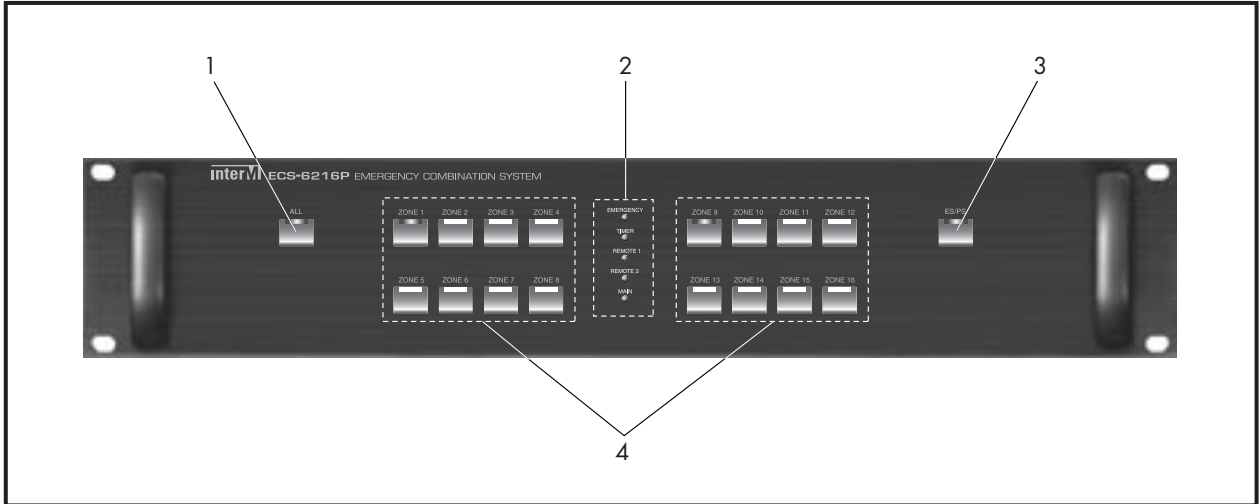 1 2 3
interM ECS-6216P EMERGENCY COMBINATION SYSTEM
ALL
ZONE 1 ZONE 2 ZONE 3 ZONE 4
EMERGENCY
TIMER
REMOTE 1
REMOTE 2
MAIN
ZONE 9 ZONE 10 ZONE 11 ZONE 12
ES/PS
ZONE 5 ZONE 6 ZONE 7 ZONE 8
ZONE 13 ZONE 14 ZONE 15 ZONE 16
4